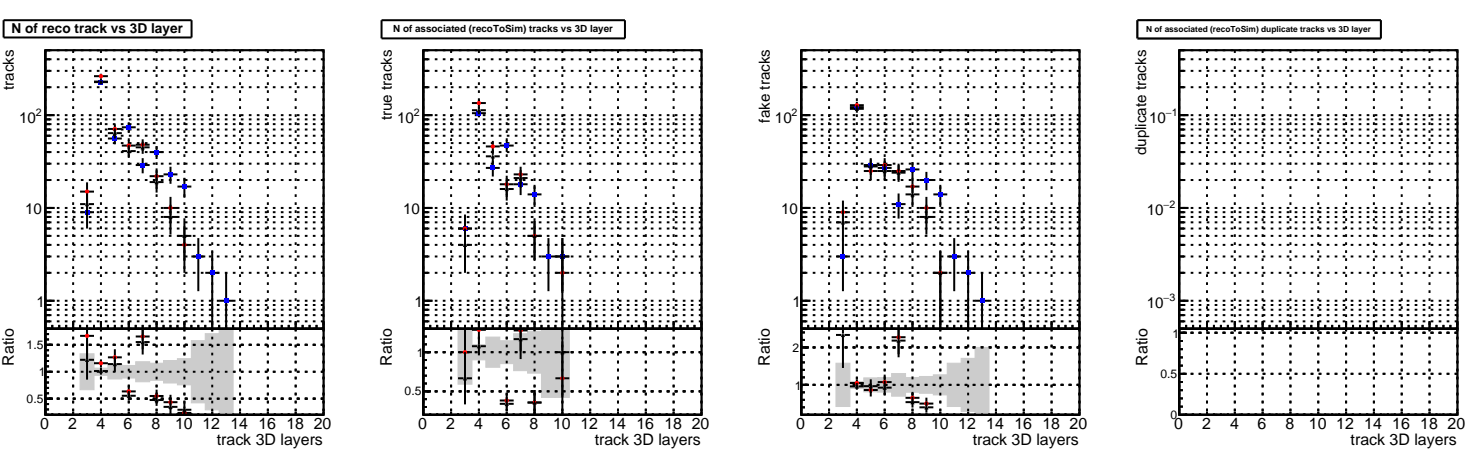 N of reco track vs 3D layer
N of associated (recoToSim) tracks vs 3D layer
N of associated (recoToSim) duplicate tracks vs 3D layer
tracks
10²
10
1
Ratio
1.5
1
0.5
0 2 4 6 8 10 12 14 16 18 20
track 3D layers
true tracks
10²
10
1
Ratio
1
0.5
0 2 4 6 8 10 12 14 16 18 20
track 3D layers
fake tracks
10²
10
1
Ratio
2
1
0 2 4 6 8 10 12 14 16 18 20
track 3D layers
duplicate tracks
10⁻¹
10⁻²
10⁻³
Ratio
1
0.5
0
0 2 4 6 8 10 12 14 16 18 20
track 3D layers